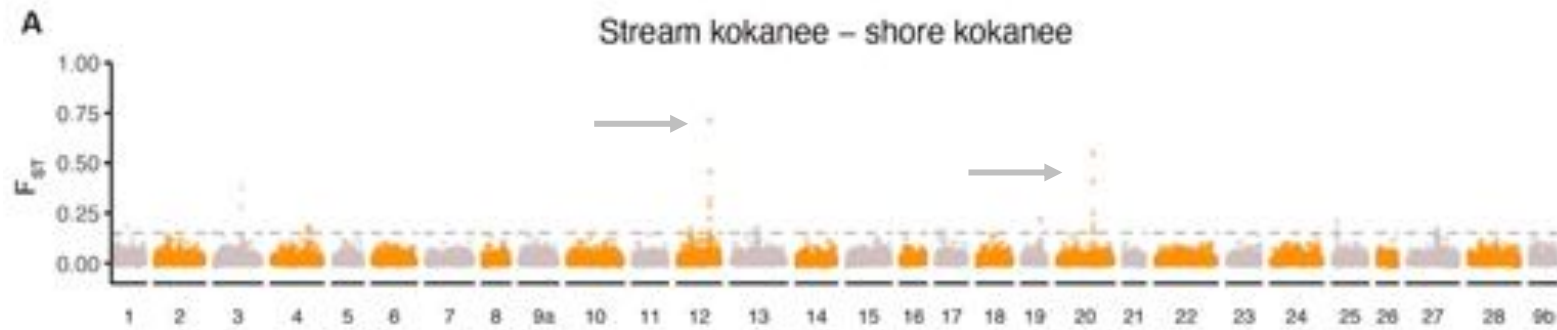 A
Stream kokanee – shore kokanee
1.00
0.75
0.50
0.25
0.00
FST
1 2 3 4 5 6 7 8 9a 10 11 12 13 14 15 16 17 18 19 20 21 22 23 24 25 26 27 28 9b